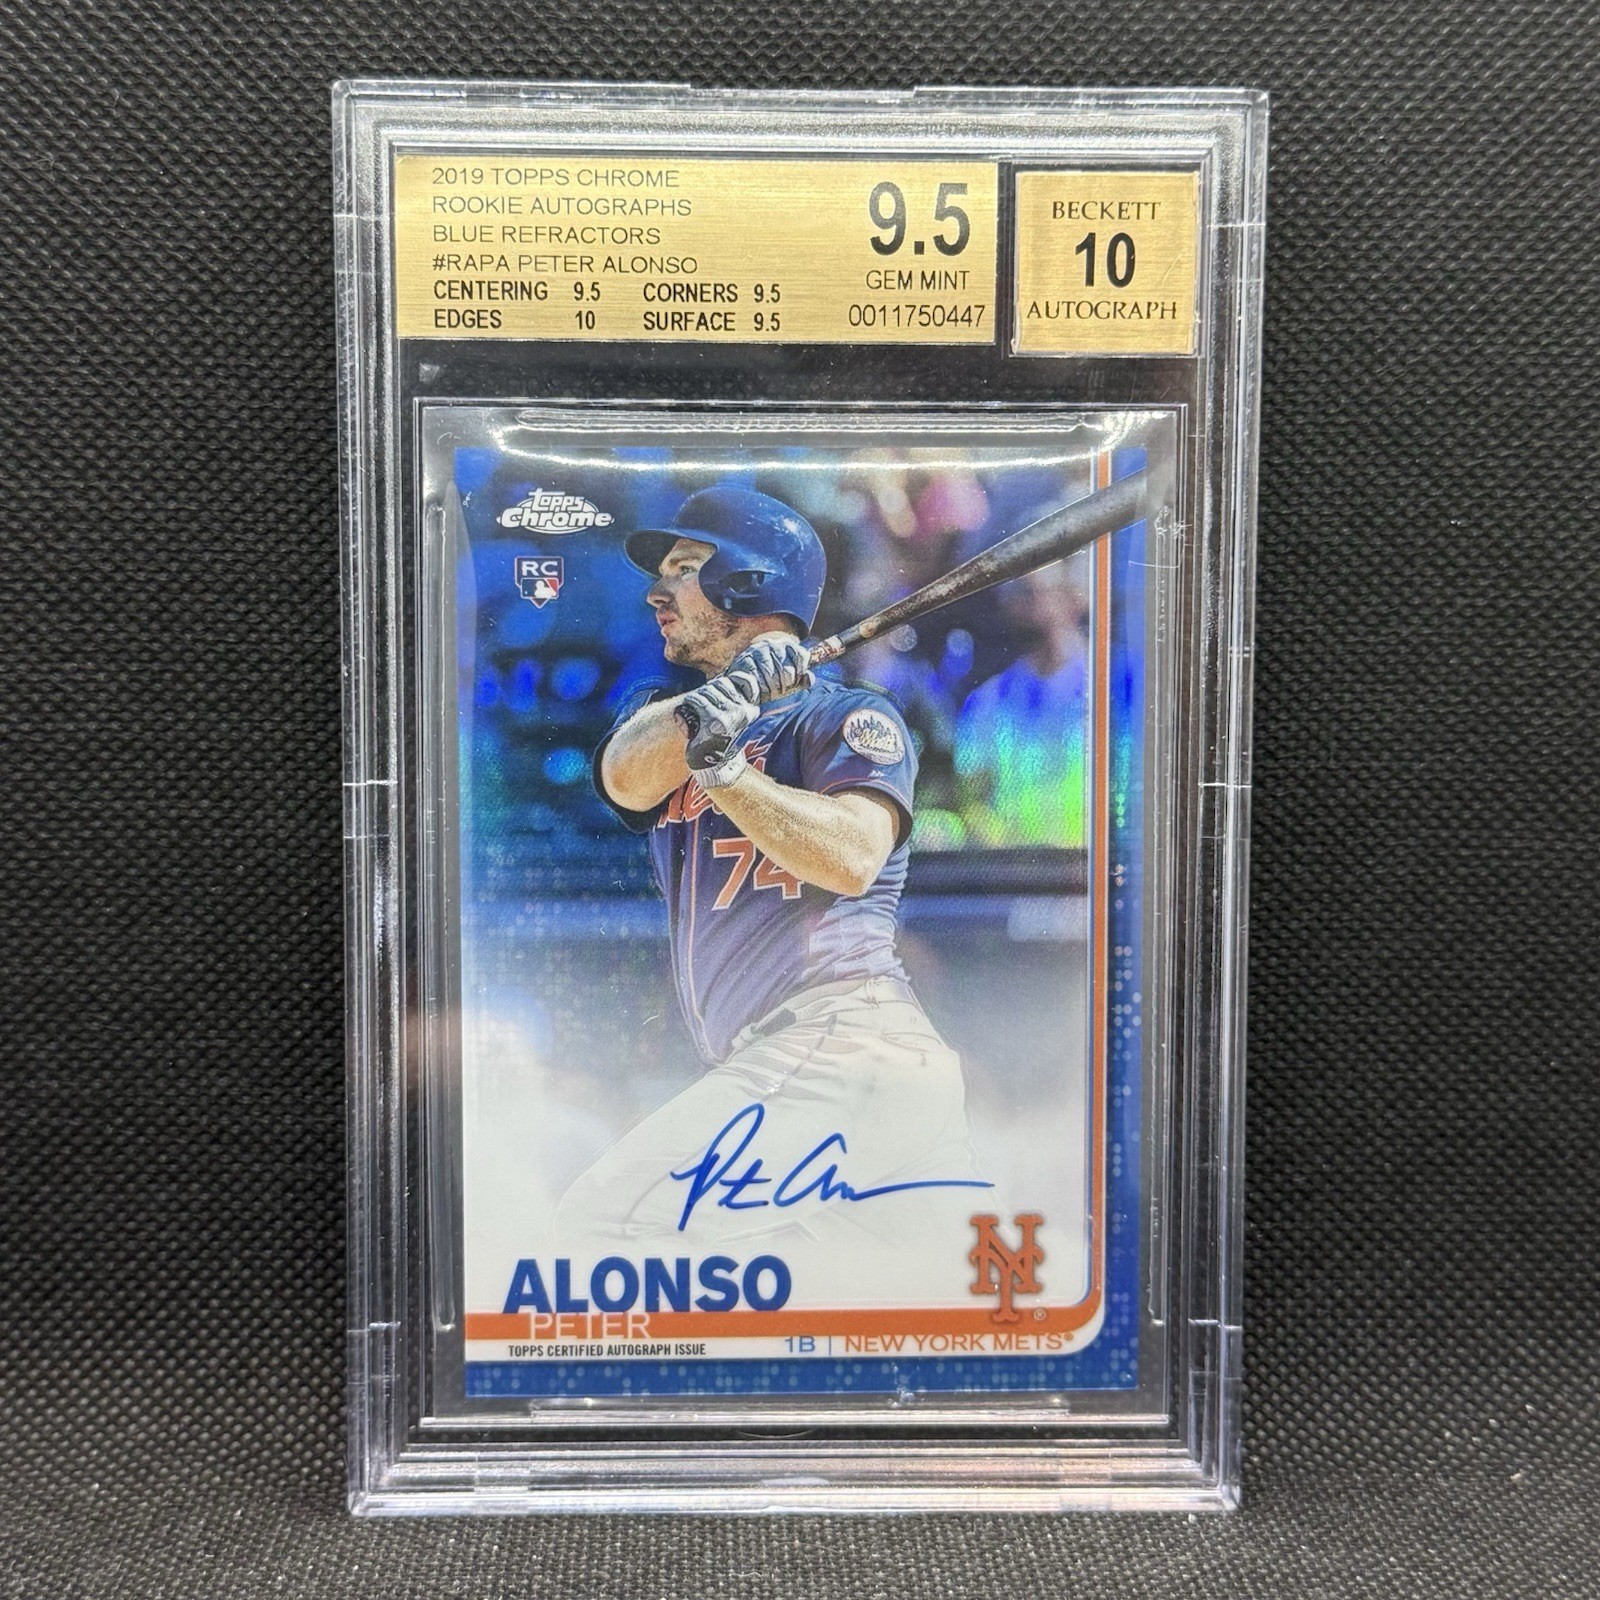 2019 TOPPS CHROME
ROOKIE AUTOGRAPHS
BLUE REFRACTORS
#RAPA PETER ALONSO
CENTERING 9.5 CORNERS 9.5
EDGES 10 SURFACE 9.5
9.5
GEM MINT
0011750447
BECKETT
10
AUTOGRAPH
Topps
Chrome
RC
74
NY
ALONSO
PETER
TOPPS CERTIFIED AUTOGRAPH ISSUE
1B | NEW YORK METS®